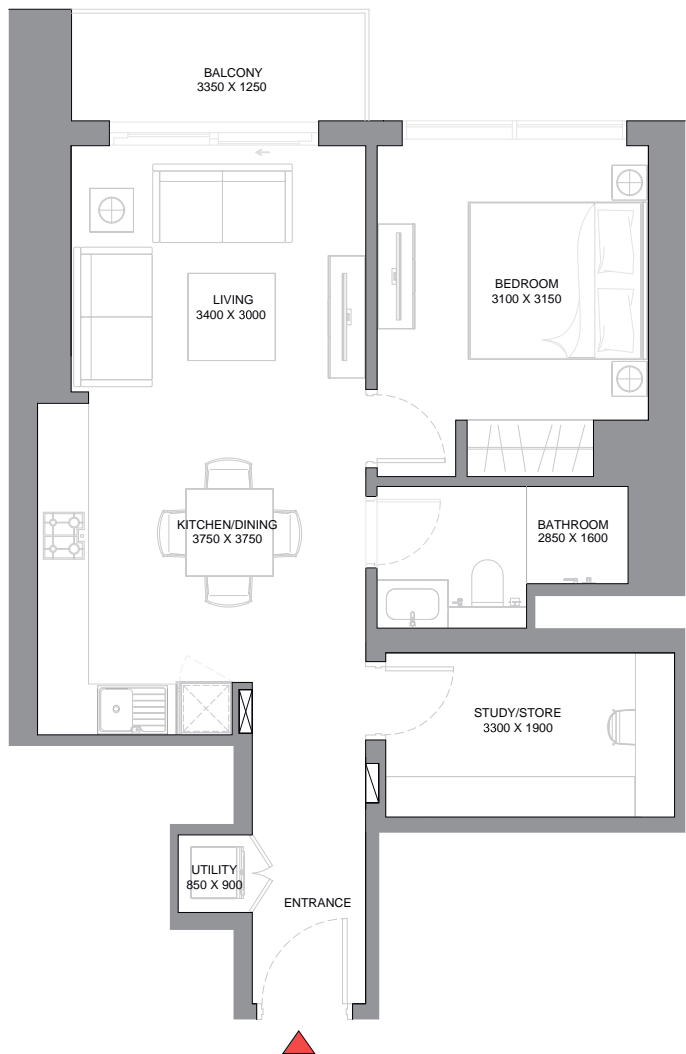 BALCONY
3350 X 1250
LIVING
3400 X 3000
BEDROOM
3100 X 3150
KITCHEN/DINING
3750 X 3750
BATHROOM
2850 X 1600
STUDY/STORE
3300 X 1900
UTILITY
850 X 900
ENTRANCE